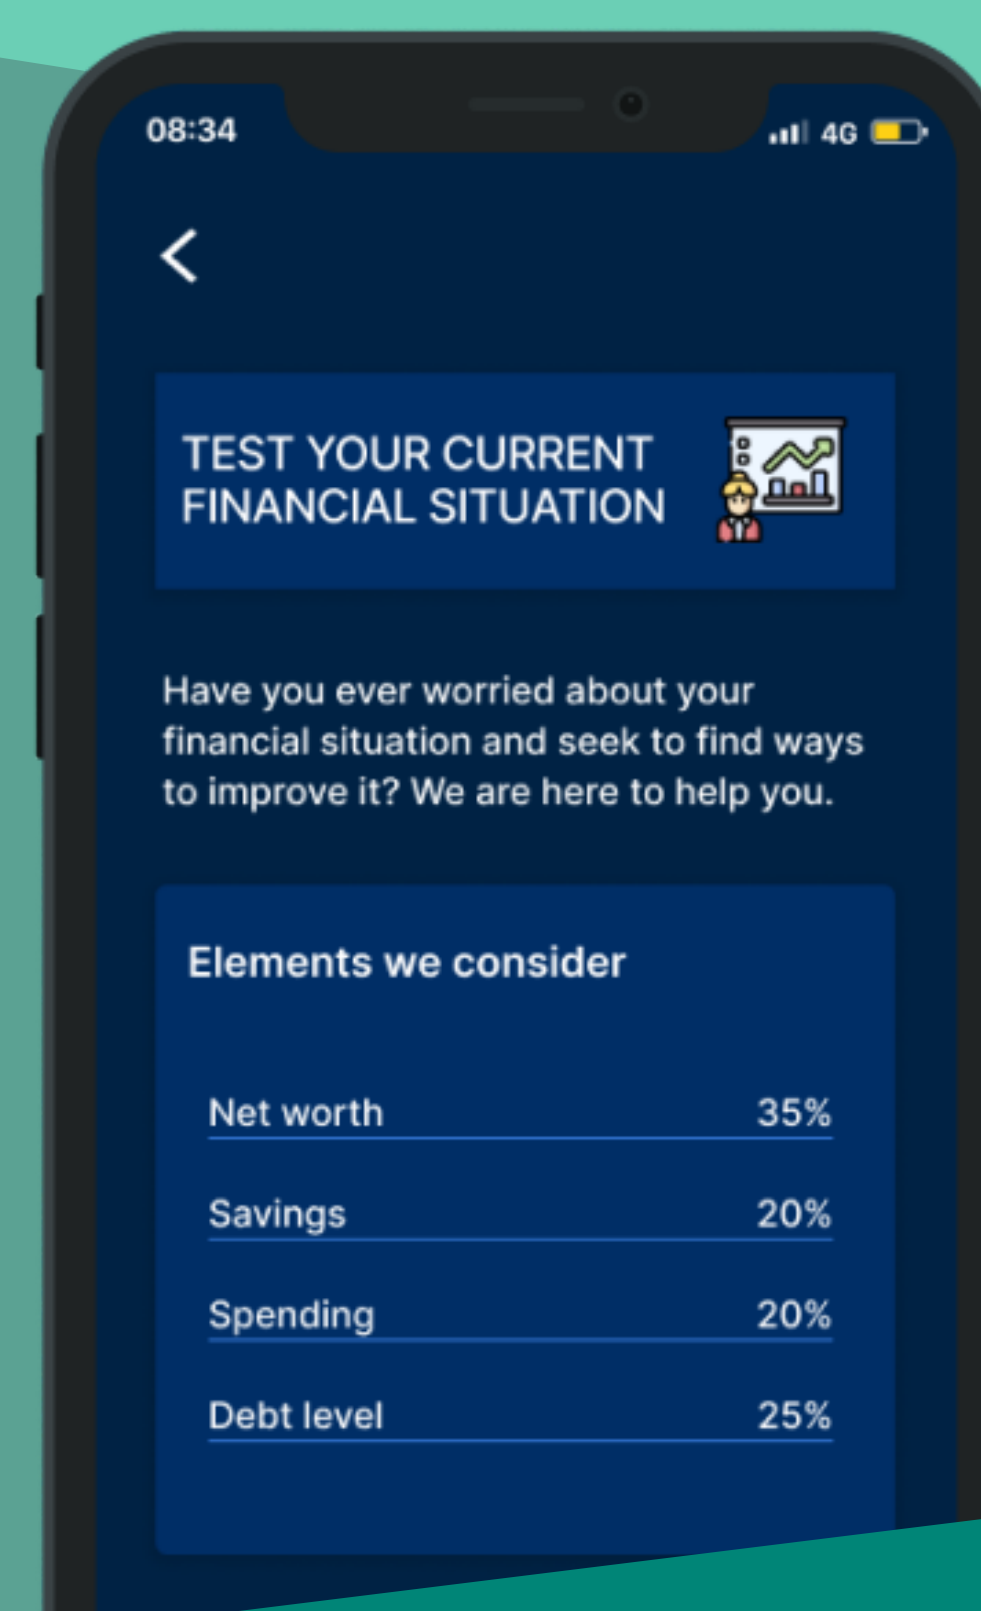 08:34 4G
TEST YOUR CURRENT
FINANCIAL SITUATION
Have you ever worried about your
financial situation and seek to find ways
to improve it? We are here to help you.
Elements we consider
Net worth 35%
Savings 20%
Spending 20%
Debt level 25%